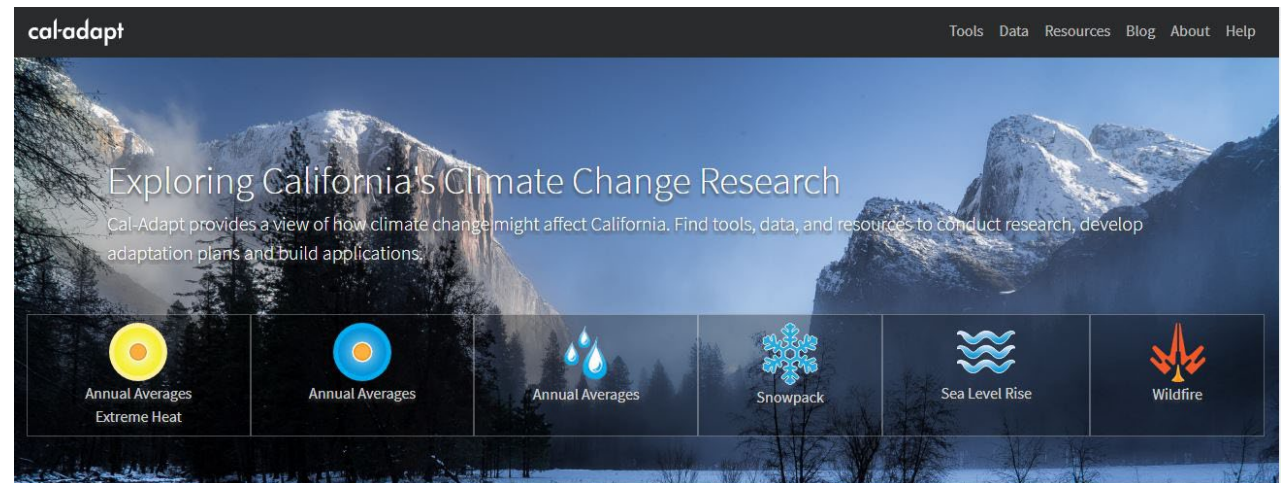 cal-adapt
Tools Data Resources Blog About Help
Exploring California's Climate Change Research
Cal-Adapt provides a view of how climate change might affect California. Find tools, data, and resources to conduct research, develop
adaptation plans and build applications.
Annual Averages
Extreme Heat
Annual Averages
Annual Averages
Snowpack
Sea Level Rise
Wildfire